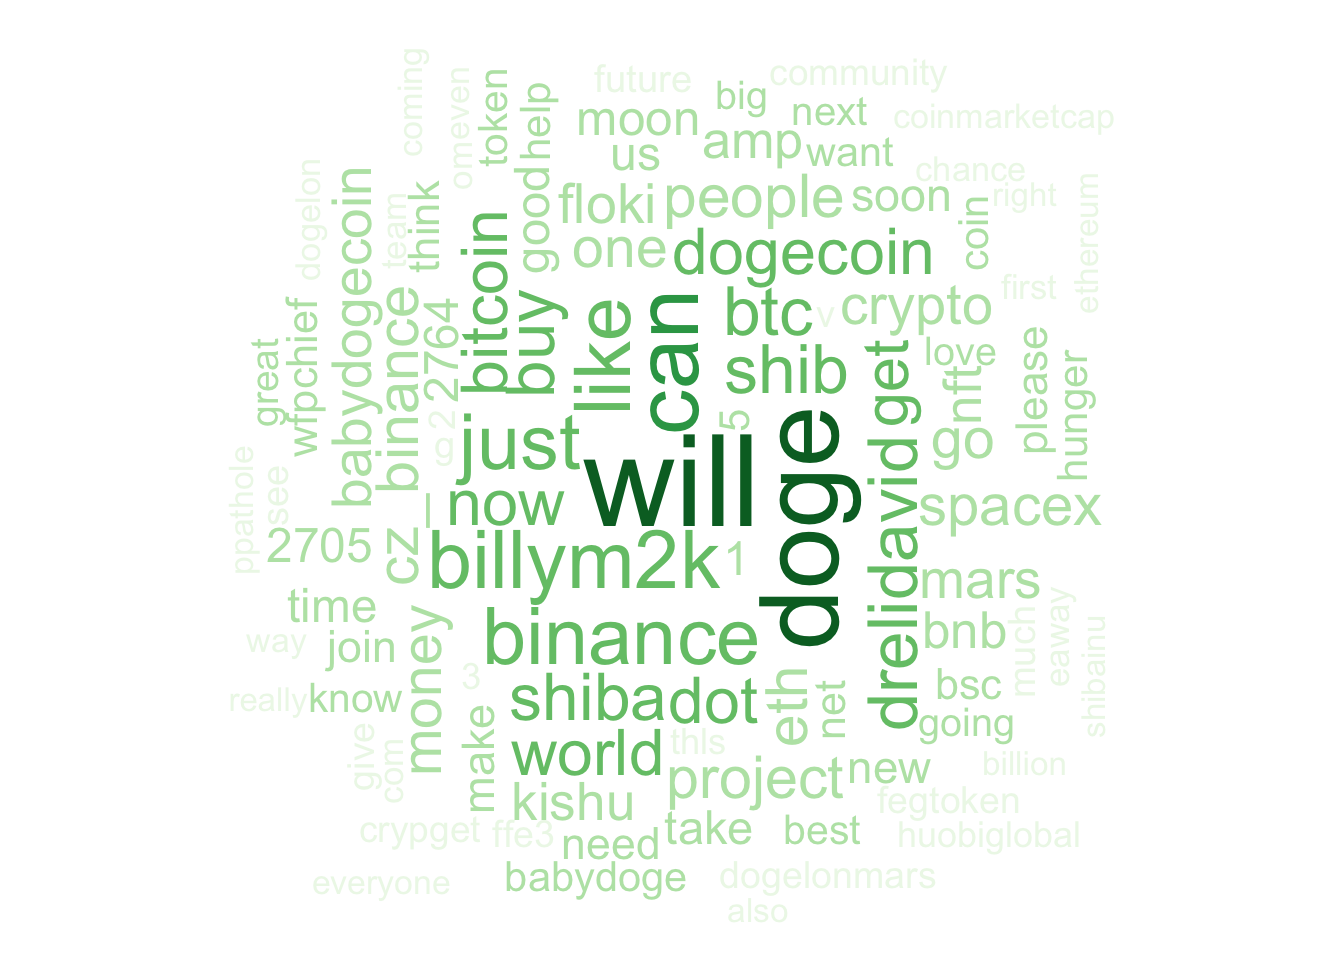 coming
omeven
token
help
future
moon
us
big
community
next
coinmarketcap
amp
want
chance
right
ethereum
dogelon
babydogecoin
team
think
bitcoin
good
floki
people
soon
coin
one
dogecoin
first
great
wfpchief
binance
2764
buy
like
can
btc
v
crypto
shib
get
love
nft
please
hunger
ppathole
see
2
g
just
5
will
doge
go
2705
cz_
now
drelidavid
spacex
billym2k
1
mars
time
way
join
money
binance
eth
net
bnb
much
eaway
shibainu
really
know
3
shiba
dot
bsc
going
give
com
make
world
thls
project
new
billion
kishu
fegtoken
crypget
ffe3
need
take
best
huobiglobal
everyone
babydoge
dogelonmars
also